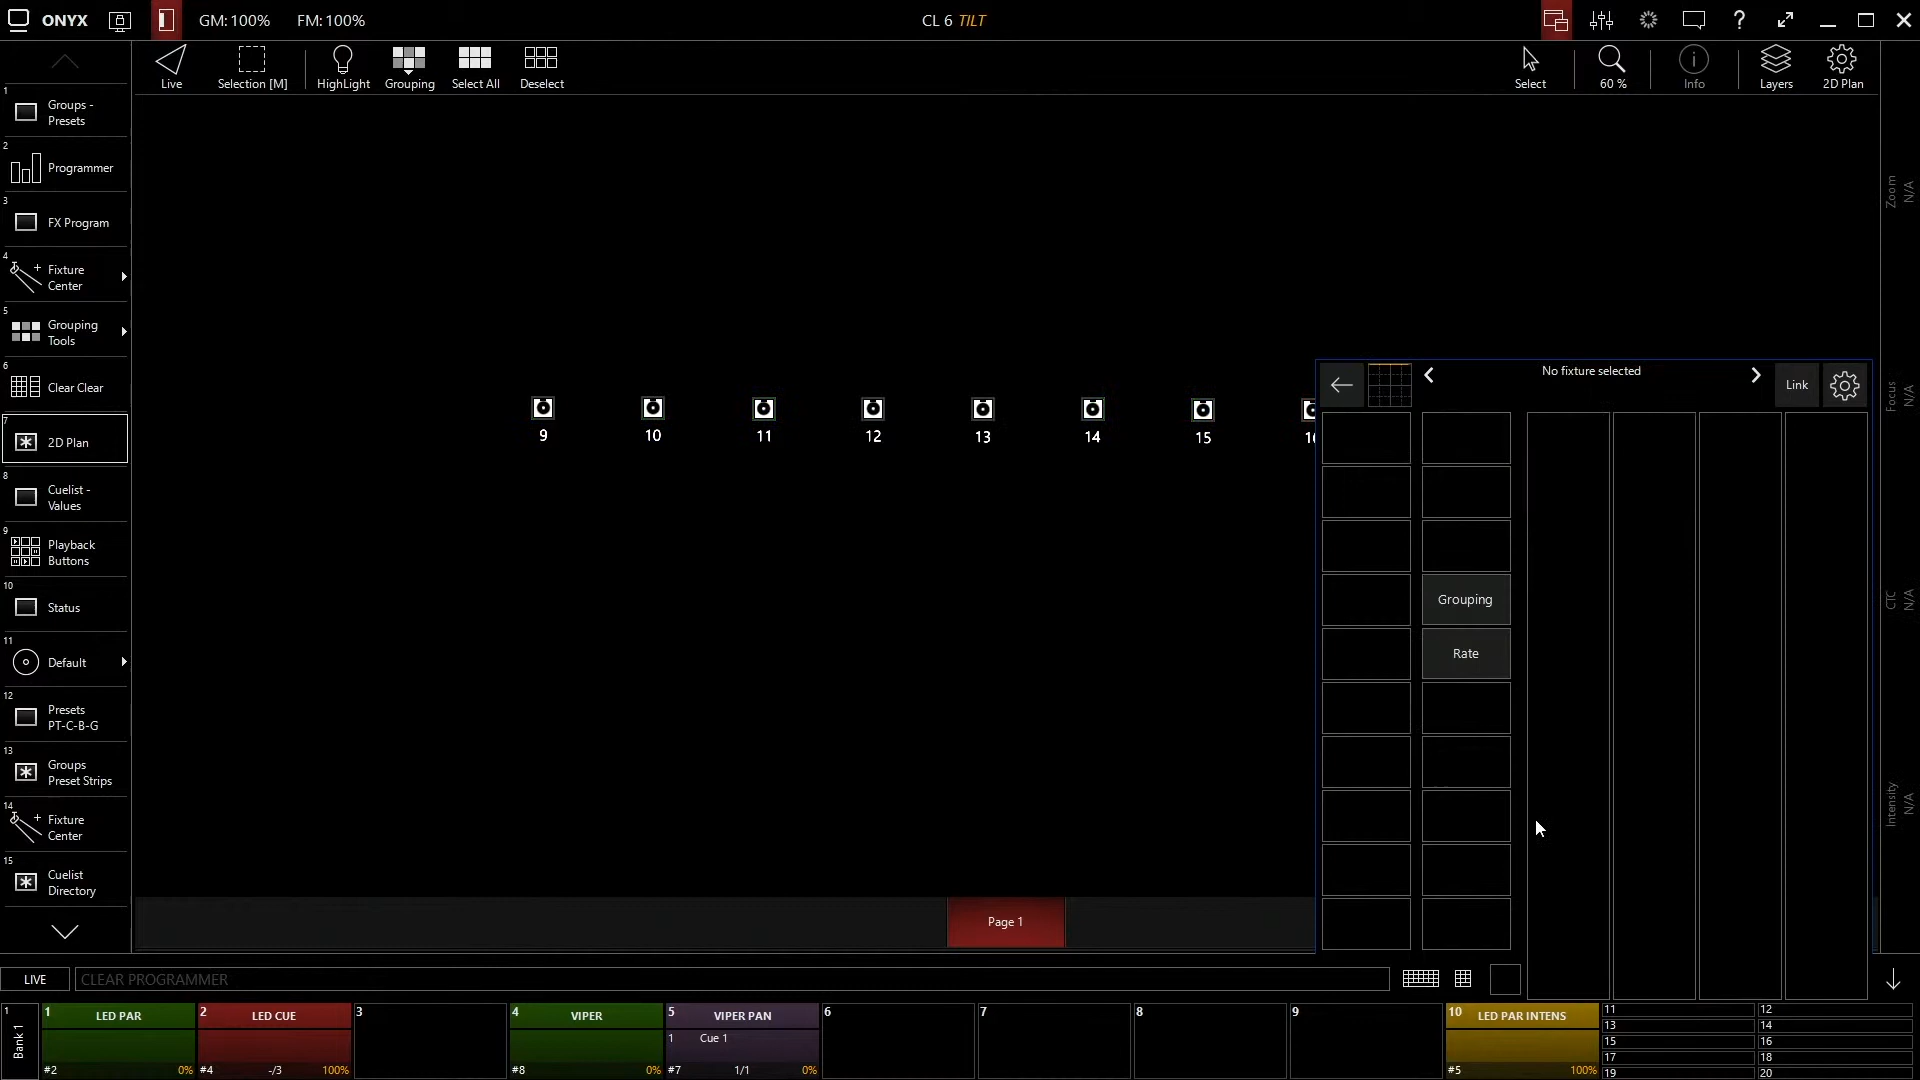 ONYX
GM: 100%
FM: 100%
CL 6 TILT
?
Live
Selection [M]
HighLight
Grouping
Select All
Deselect
Select
60 %
Info
Layers
2D Plan
1
Groups -
Presets
2
Programmer
3
FX Program
4
Fixture
Center
5
Grouping
Tools
6
Clear Clear
7
2D Plan
8
Cuelist -
Values
9
Playback
Buttons
10
Status
11
Default
12
Presets
PT-C-B-G
13
Groups
Preset Strips
14
Fixture
Center
15
Cuelist
Directory
9
10
11
12
13
14
15
No fixture selected
Link
Grouping
Rate
Zoom
N/A
Focus
N/A
CTC
N/A
Intensity
N/A
Page 1
LIVE
CLEAR PROGRAMMER
1
Bank 1
1
LED PAR
#2
0%
2
LED CUE
#4
-/3
100%
3
4
VIPER
#8
0%
5
VIPER PAN
1
Cue 1
#7
1/1
0%
6
7
8
9
10
LED PAR INTENS
#5
100%
11
12
13
14
15
16
17
18
19
20